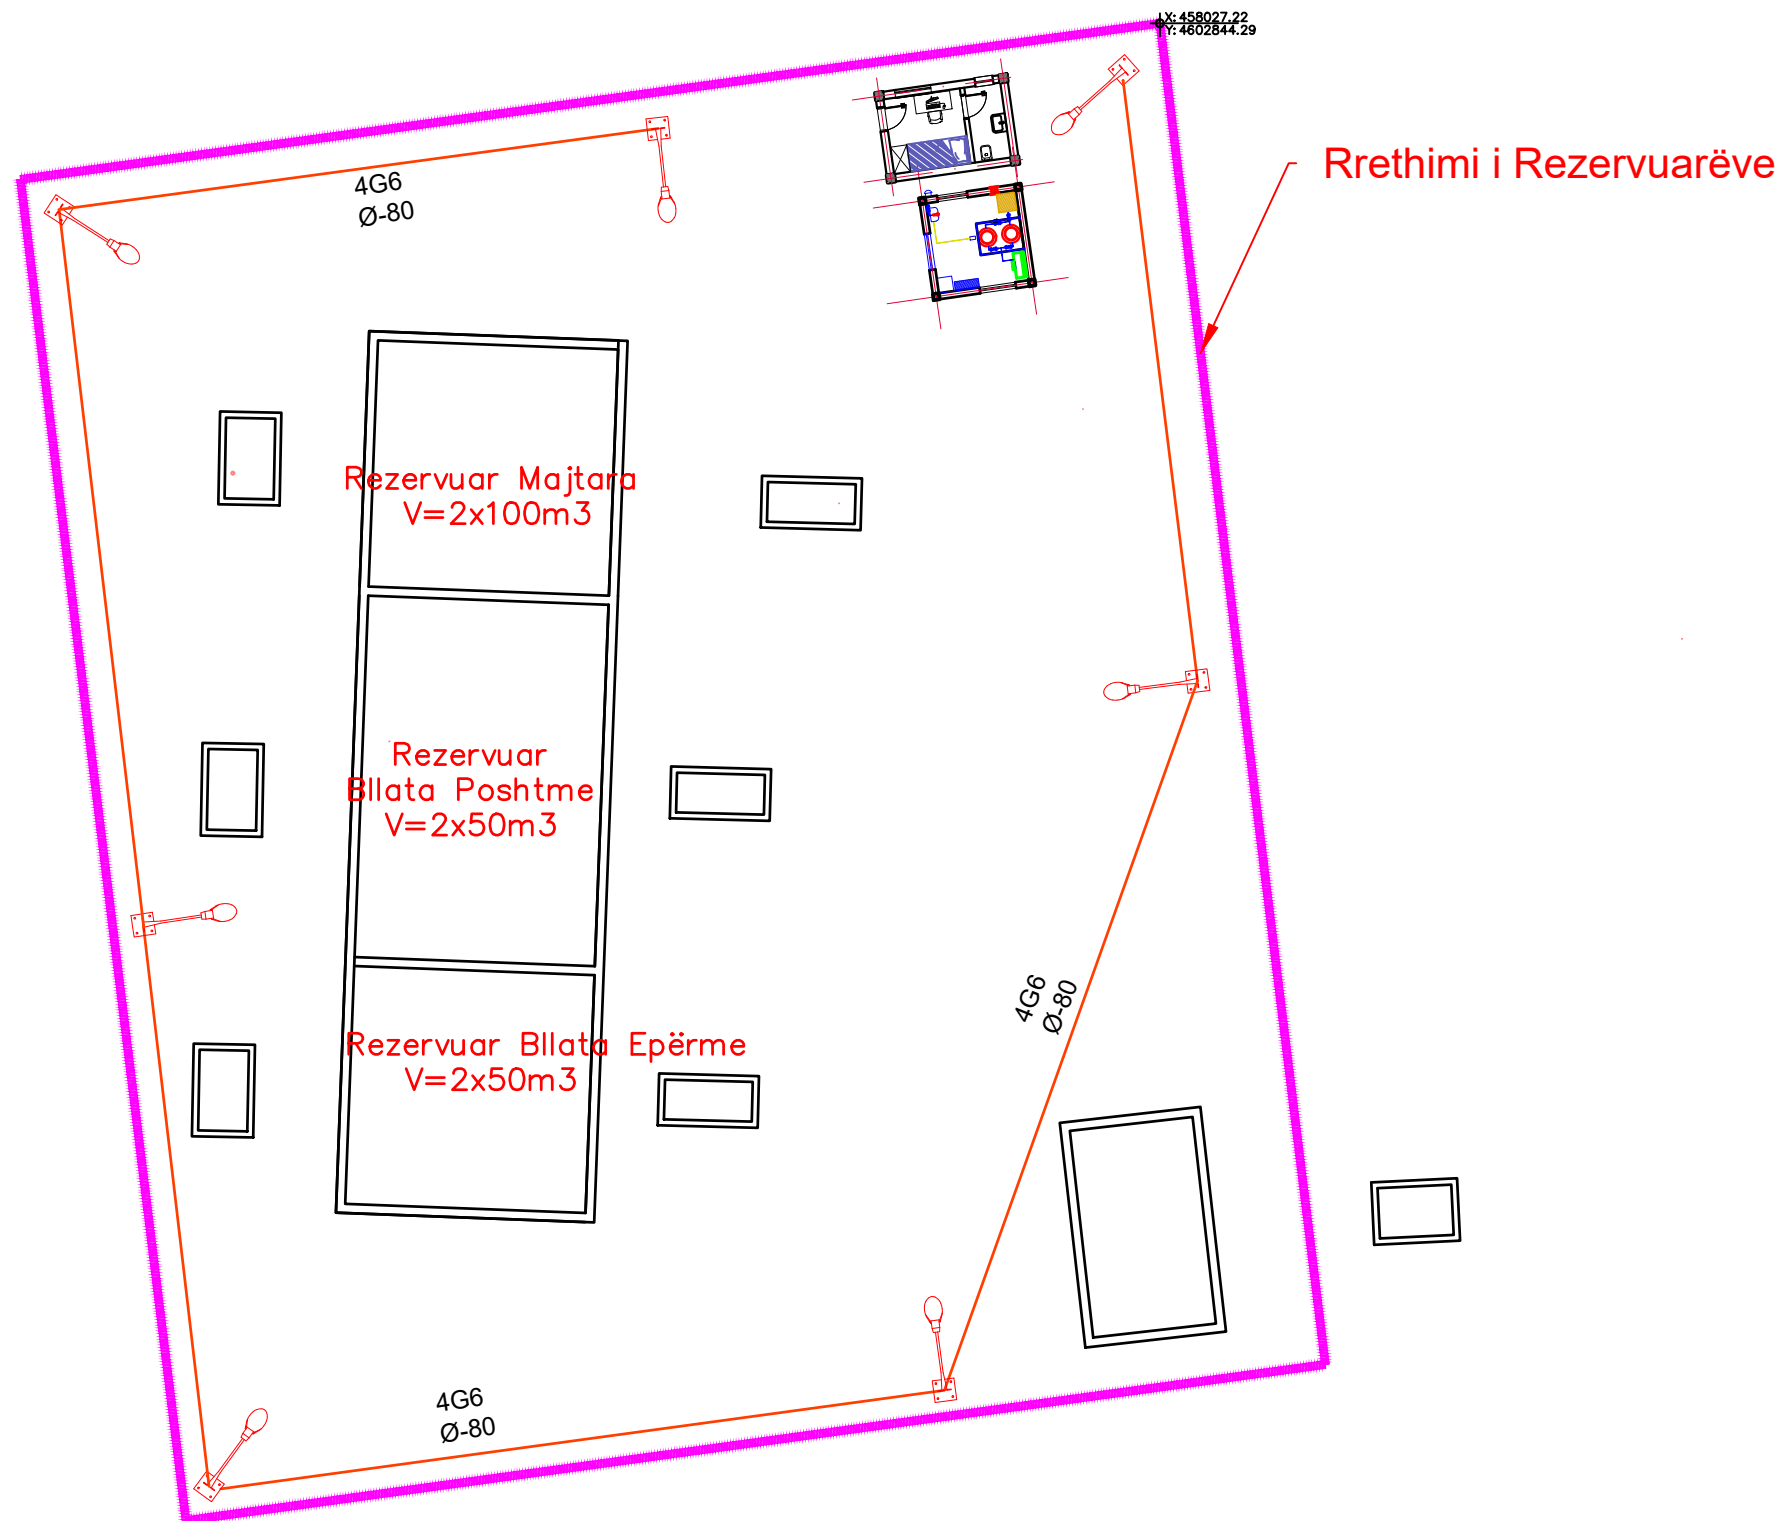 X: 458027.22
Y: 4602844.29
Rrethimi i Rezervuarëve
4G6
Ø-80
Rezervuar Majtara
V=2x100m3
Rezervuar
Bllata Poshtme
V=2x50m3
4G6
Ø-80
Rezervuar Bllata Epërme
V=2x50m3
4G6
Ø-80